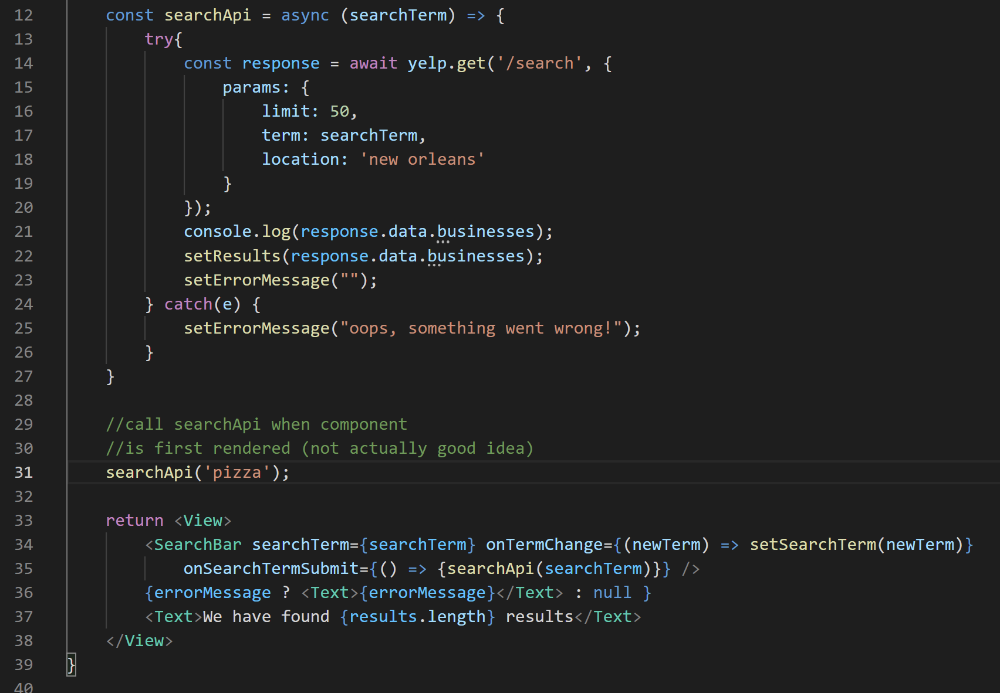 12 const searchApi = async (searchTerm) => {
13 try{
14 const response = await yelp.get('/search', {
15 params: {
16 limit: 50,
17 term: searchTerm,
18 location: 'new orleans'
19 }
20 });
21 console.log(response.data.businesses);
22 setResults(response.data.businesses);
23 setErrorMessage("");
24 } catch(e) {
25 setErrorMessage("oops, something went wrong!");
26 }
27 }
28
29 //call searchApi when component
30 //is first rendered (not actually good idea)
31 searchApi('pizza');
32
33 return <View>
34 <SearchBar searchTerm={searchTerm} onTermChange={(newTerm) => setSearchTerm(newTerm)}
35 onSearchTermSubmit={() => {searchApi(searchTerm)}} />
36 {errorMessage ? <Text>{errorMessage}</Text> : null }
37 <Text>We have found {results.length} results</Text>
38 </View>
39 }
40